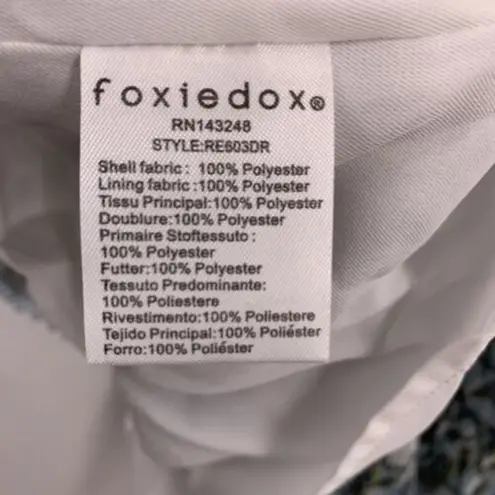 foxiedox®
RN143248
STYLE:RE603DR
Shell fabric: 100% Polyester
Lining fabric:100% Polyester
Tissu Principal:100% Polyester
Doublure:100% Polyester
Primaire Stoftessuto:
100% Polyester
Futter:100% Polyester
Tessuto Predominante:
100% Poliestere
Rivestimento:100% Poliestere
Tejido Principal:100% Poliéster
Forro:100% Poliéster